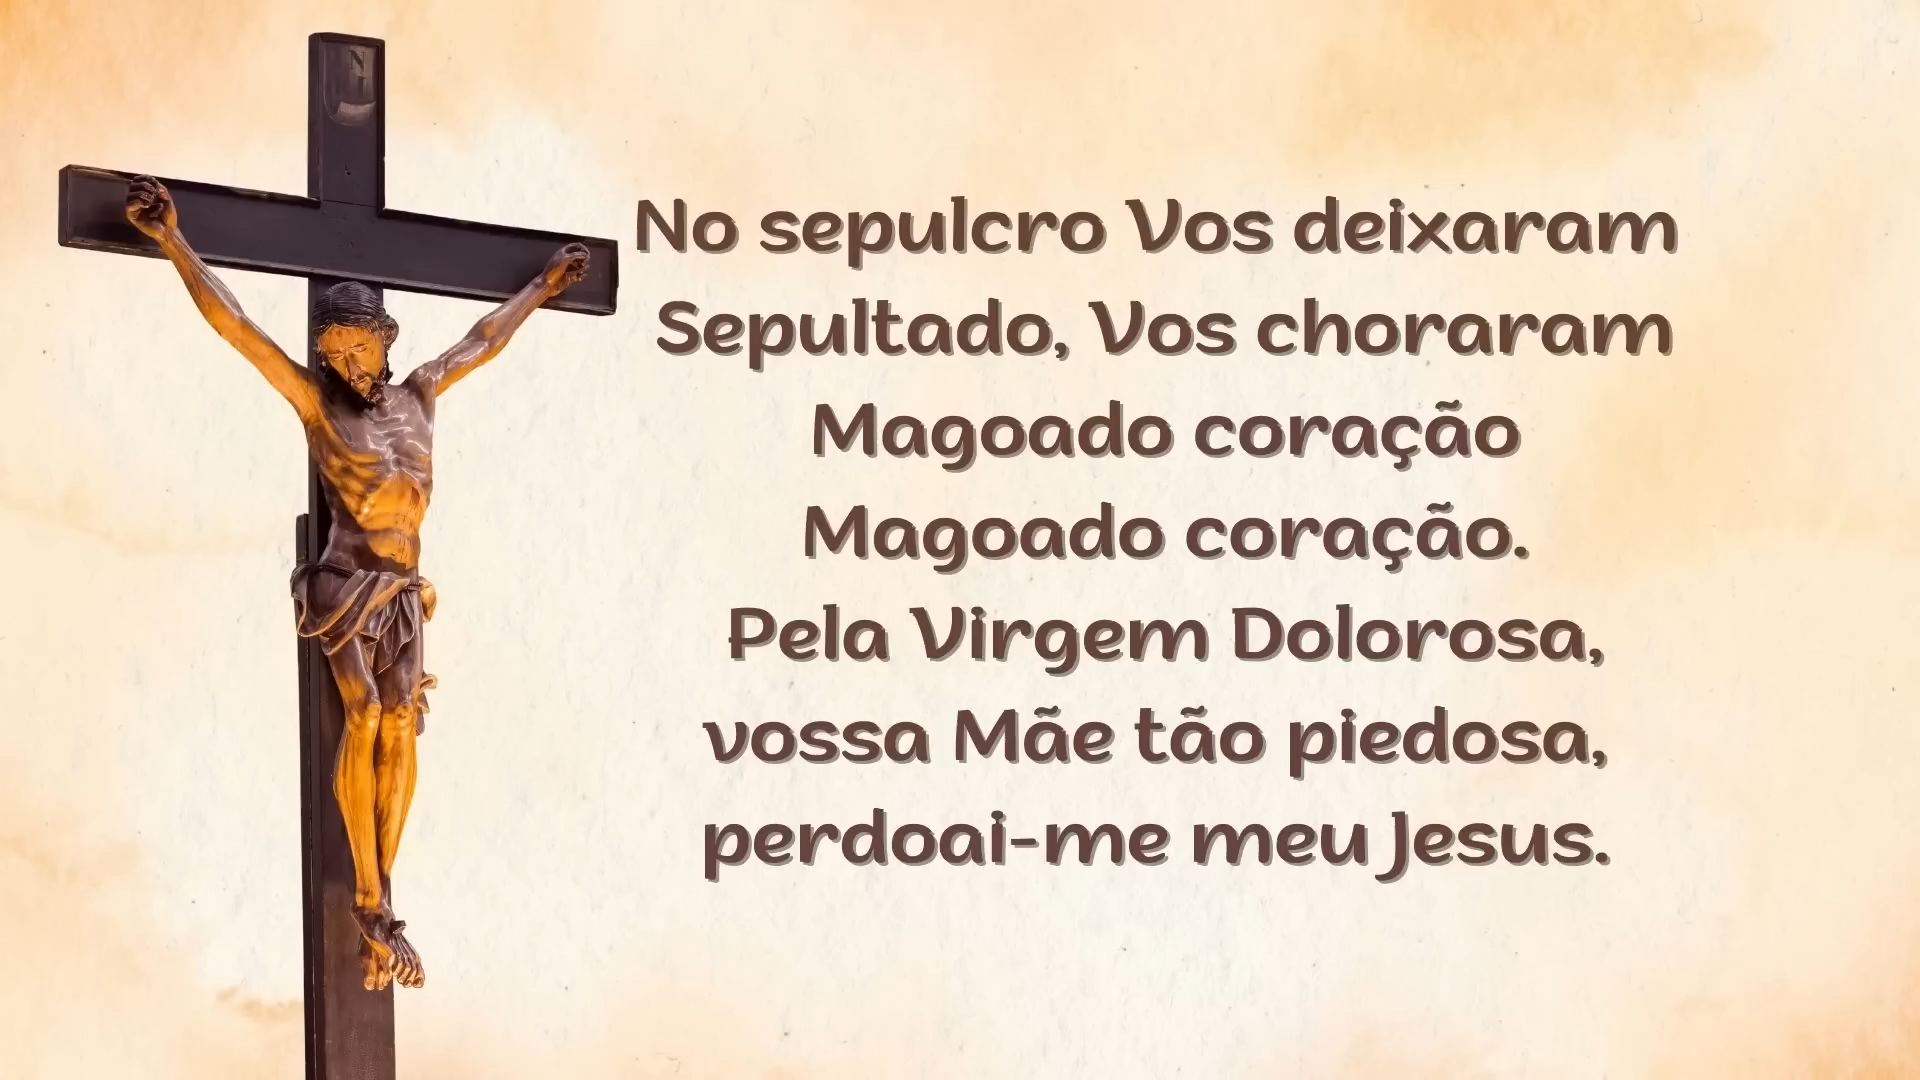 No sepulcro Vos deixaram
Sepultado, Vos choraram
Magoado coração
Magoado coração.
Pela Virgem Dolorosa,
vossa Mãe tão piedosa,
perdoai-me meu Jesus.